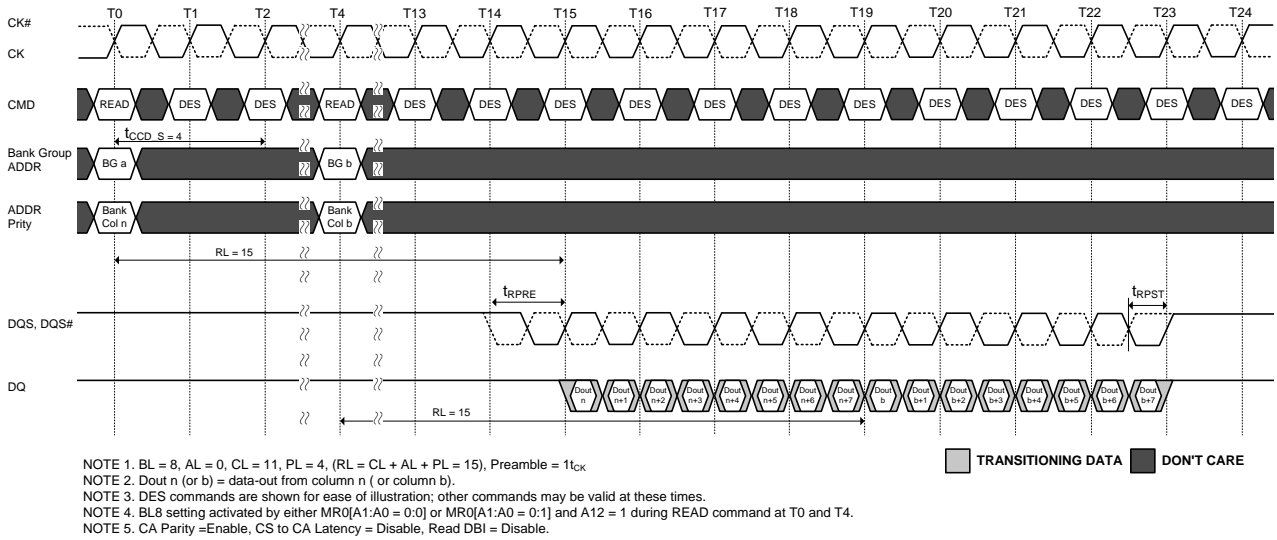 CK#
CK
T0 T1 T2 T4 T13 T14 T15 T16 T17 T18 T19 T20 T21 T22 T23 T24
CMD
READ DES DES READ DES DES DES DES DES DES DES DES DES DES DES DES
tCCD_S = 4
Bank Group
ADDR
BG a BG b
ADDR
Prity
Bank
Col n
Bank
Col b
RL = 15
tRPRE tRPST
DQS, DQS#
DQ
Dout
n
Dout
n+1
Dout
n+2
Dout
n+3
Dout
n+4
Dout
n+5
Dout
n+6
Dout
n+7
Dout
b
Dout
b+1
Dout
b+2
Dout
b+3
Dout
b+4
Dout
b+5
Dout
b+6
Dout
b+7
RL = 15
NOTE 1. BL = 8, AL = 0, CL = 11, PL = 4, (RL = CL + AL + PL = 15), Preamble = 1tCK
NOTE 2. Dout n (or b) = data-out from column n ( or column b).
NOTE 3. DES commands are shown for ease of illustration; other commands may be valid at these times.
NOTE 4. BL8 setting activated by either MR0[A1:A0 = 0:0] or MR0[A1:A0 = 0:1] and A12 = 1 during READ command at T0 and T4.
NOTE 5. CA Parity =Enable, CS to CA Latency = Disable, Read DBI = Disable.
TRANSITIONING DATA
DON'T CARE